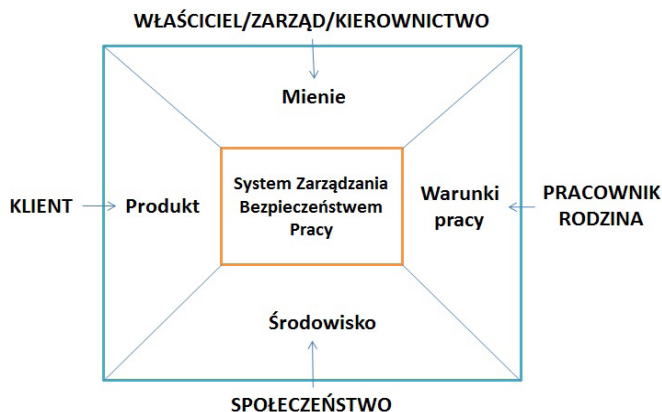 WŁAŚCICIEL/ZARZĄD/KIEROWNICTWO
Mienie
KLIENT
Produkt
System Zarządzania
Bezpieczeństwem
Pracy
Warunki
pracy
PRACOWNIK
RODZINA
Środowisko
SPOŁECZEŃSTWO